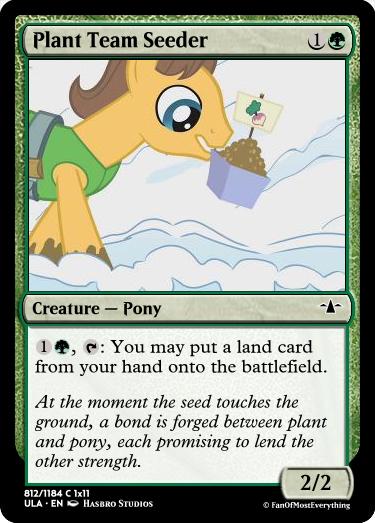 Plant Team Seeder 1
Creature — Pony
1, : You may put a land card
from your hand onto the battlefield.
At the moment the seed touches the
ground, a bond is forged between plant
and pony, each promising to lend the
other strength.
2/2
812/1184 C 1x11
ULA • EN Hasbro Studios
© FanOfMostEverything